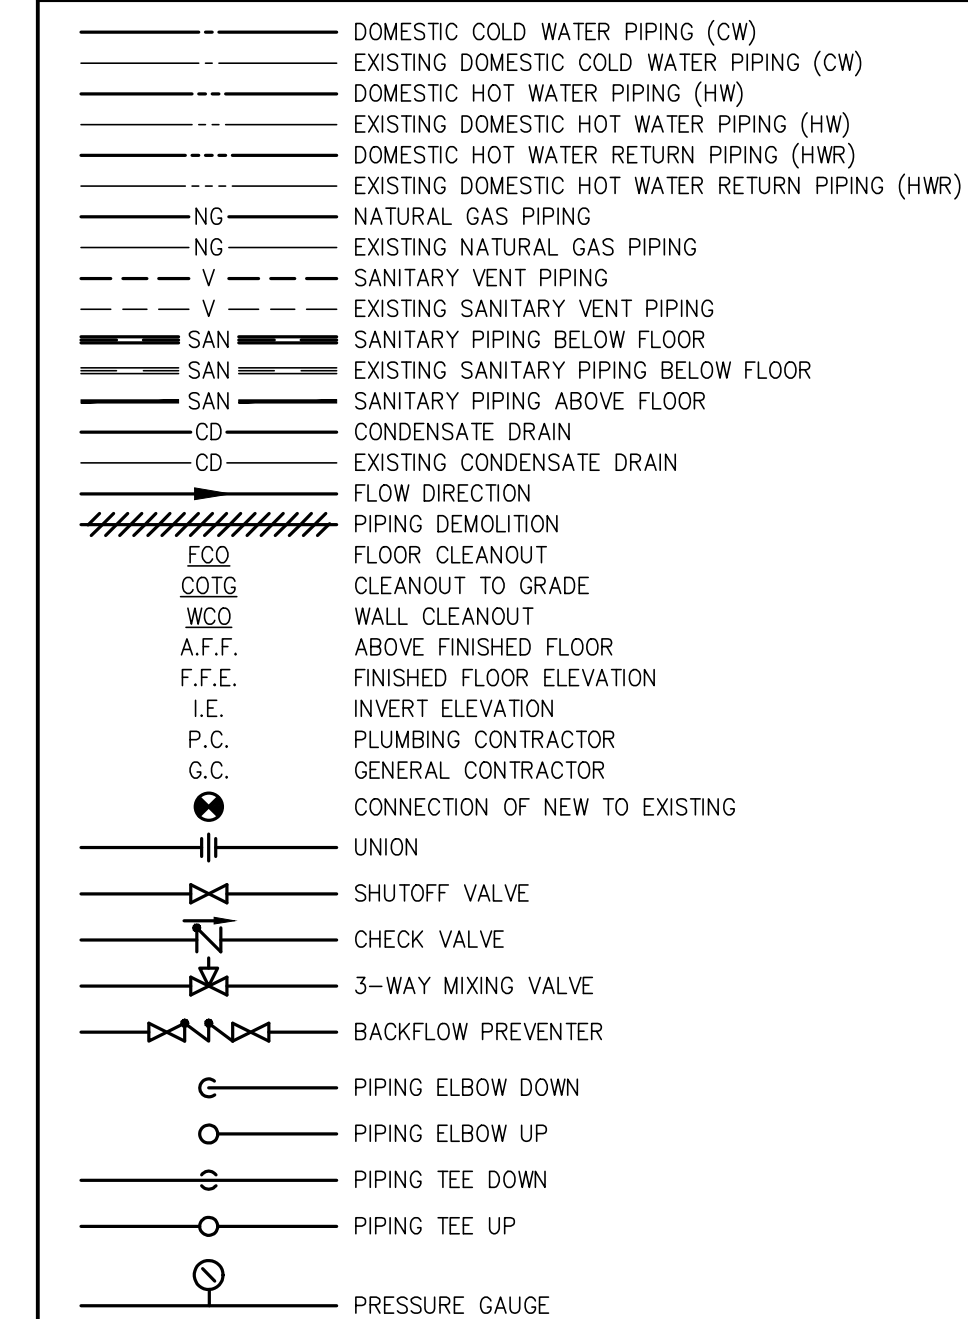 DOMESTIC COLD WATER PIPING (CW)
EXISTING DOMESTIC COLD WATER PIPING (CW)
DOMESTIC HOT WATER PIPING (HW)
EXISTING DOMESTIC HOT WATER PIPING (HW)
DOMESTIC HOT WATER RETURN PIPING (HWR)
EXISTING DOMESTIC HOT WATER RETURN PIPING (HWR)
NG NATURAL GAS PIPING
NG EXISTING NATURAL GAS PIPING
V SANITARY VENT PIPING
V EXISTING SANITARY VENT PIPING
SAN SANITARY PIPING BELOW FLOOR
SAN EXISTING SANITARY PIPING BELOW FLOOR
SAN SANITARY PIPING ABOVE FLOOR
CD CONDENSATE DRAIN
CD EXISTING CONDENSATE DRAIN
FLOW DIRECTION
PIPING DEMOLITION
FCO FLOOR CLEANOUT
COTG CLEANOUT TO GRADE
WCO WALL CLEANOUT
A.F.F. ABOVE FINISHED FLOOR
F.F.E. FINISHED FLOOR ELEVATION
I.E. INVERT ELEVATION
P.C. PLUMBING CONTRACTOR
G.C. GENERAL CONTRACTOR
CONNECTION OF NEW TO EXISTING
UNION
SHUTOFF VALVE
CHECK VALVE
3-WAY MIXING VALVE
BACKFLOW PREVENTER
PIPING ELBOW DOWN
PIPING ELBOW UP
PIPING TEE DOWN
PIPING TEE UP
PRESSURE GAUGE